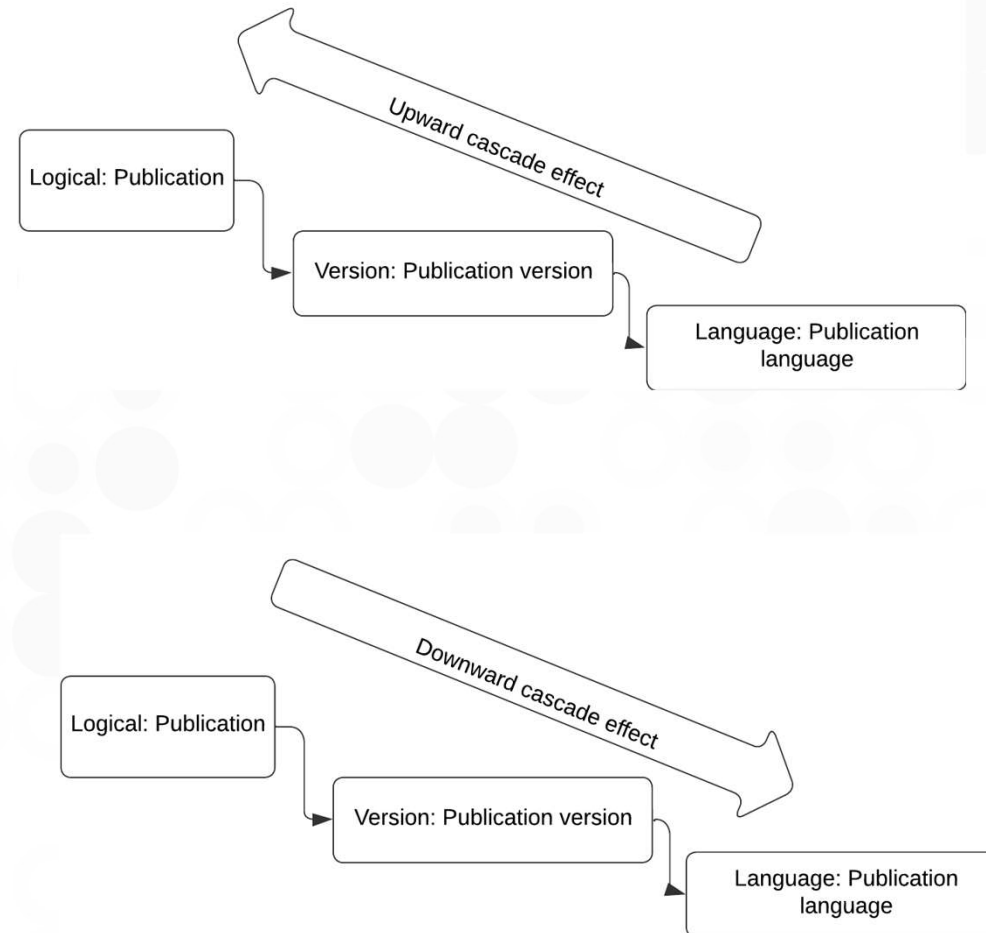 Upward cascade effect
Logical: Publication
Version: Publication version
Language: Publication
language
Downward cascade effect
Logical: Publication
Version: Publication version
Language: Publication
language